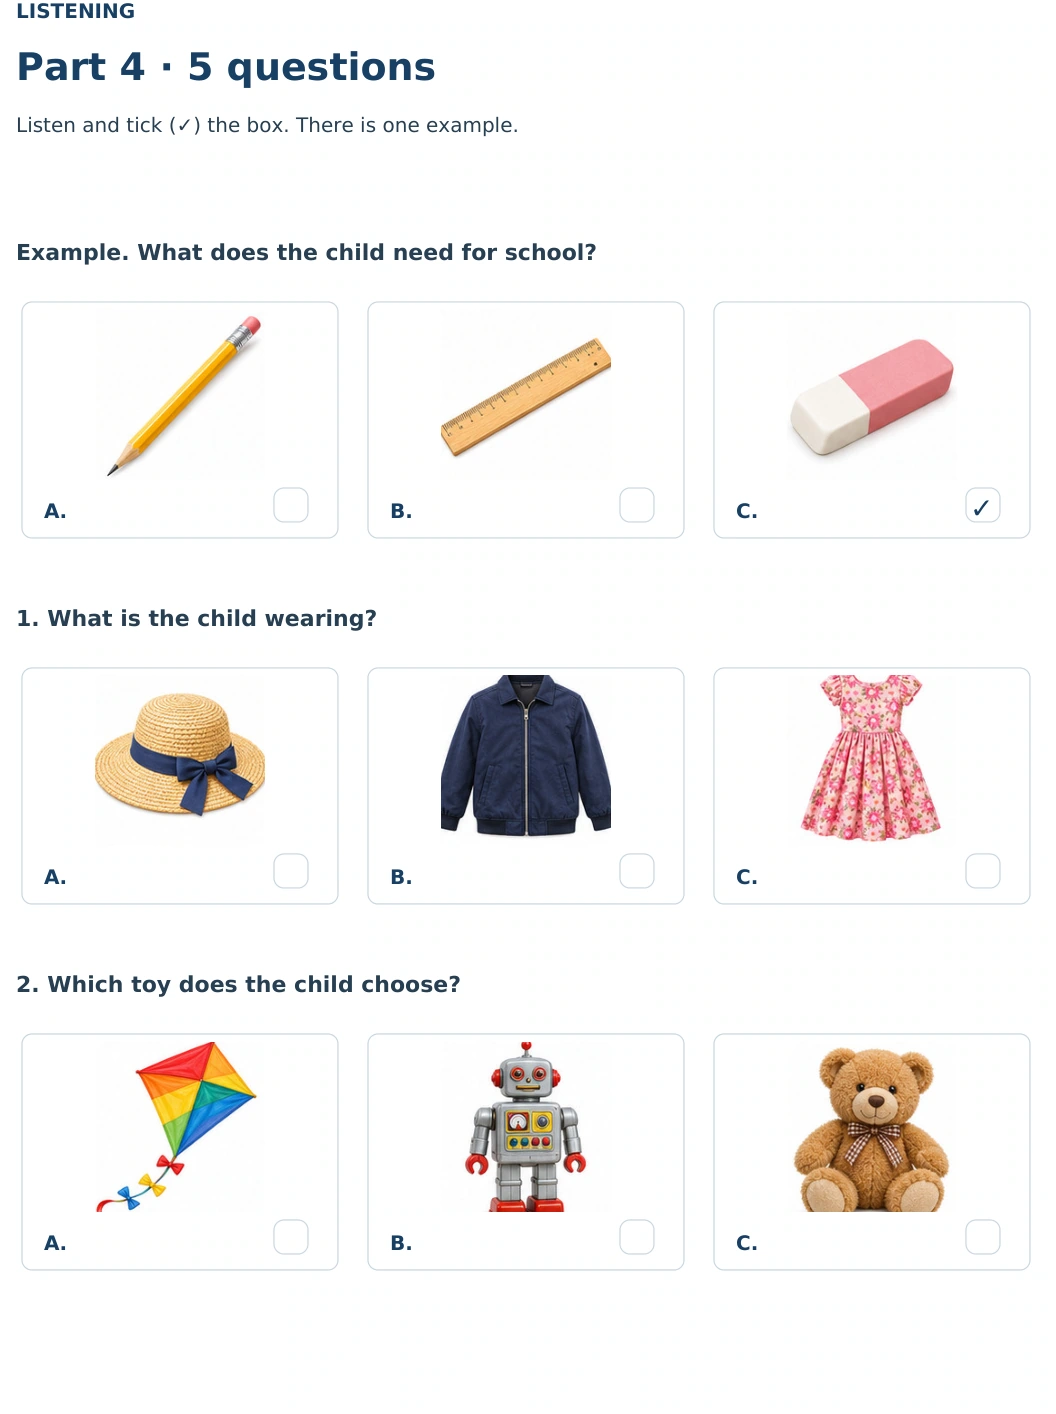 LISTENING
Part 4 · 5 questions
Listen and tick (✓) the box. There is one example.
Example. What does the child need for school?
A.
B.
C. ✓
1. What is the child wearing?
A.
B.
C.
2. Which toy does the child choose?
A.
B.
C.